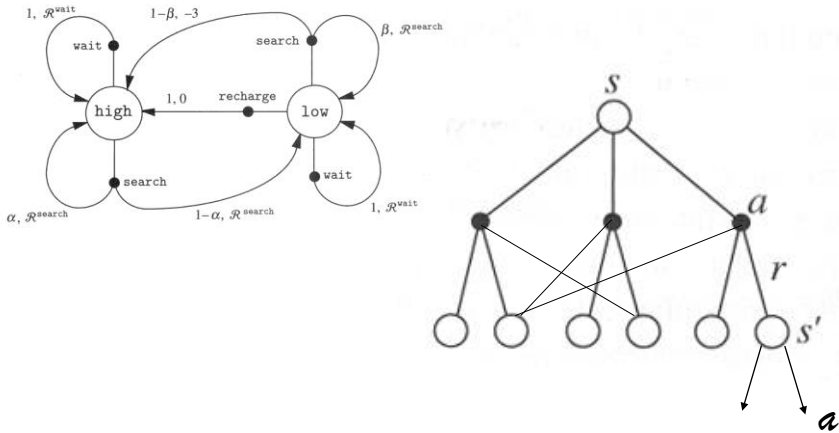 1, 𝓡^wait
1−β, −3
wait
search
β, 𝓡^search
high
1, 0
recharge
low
search
wait
α, 𝓡^search
1−α, 𝓡^search
1, 𝓡^wait
s
a
r
s′
a